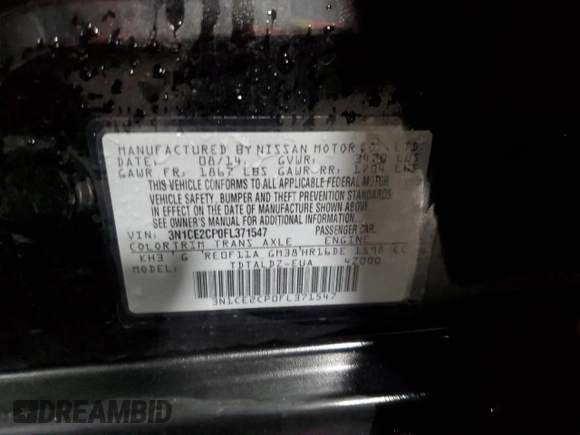 MANUFACTURED BY NISSAN MOTOR CO., LTD.
DATE: 08/14 GVWR: LBS
GAWR FR: 1867 LBS GAWR RR: 1704 LBS
THIS VEHICLE CONFORMS TO ALL APPLICABLE FEDERAL MOTOR
VEHICLE SAFETY, BUMPER AND THEFT PREVENTION STANDARDS
IN EFFECT ON THE DATE OF MANUFACTURE SHOWN ABOVE.
SEE OWNER'S MANUAL FOR ADDITIONAL INFORMATION.
VIN: 3N1CE2CP0FL371547 PASSENGER CAR.
COLOR TRIM TRANS AXLE ENGINE
KH3 G RE0F11A GM38 HR16DE 1598 CC
MODEL: TDTALDZ-EUA 42000
3N1CE2CP0FL371547
DREAMBID